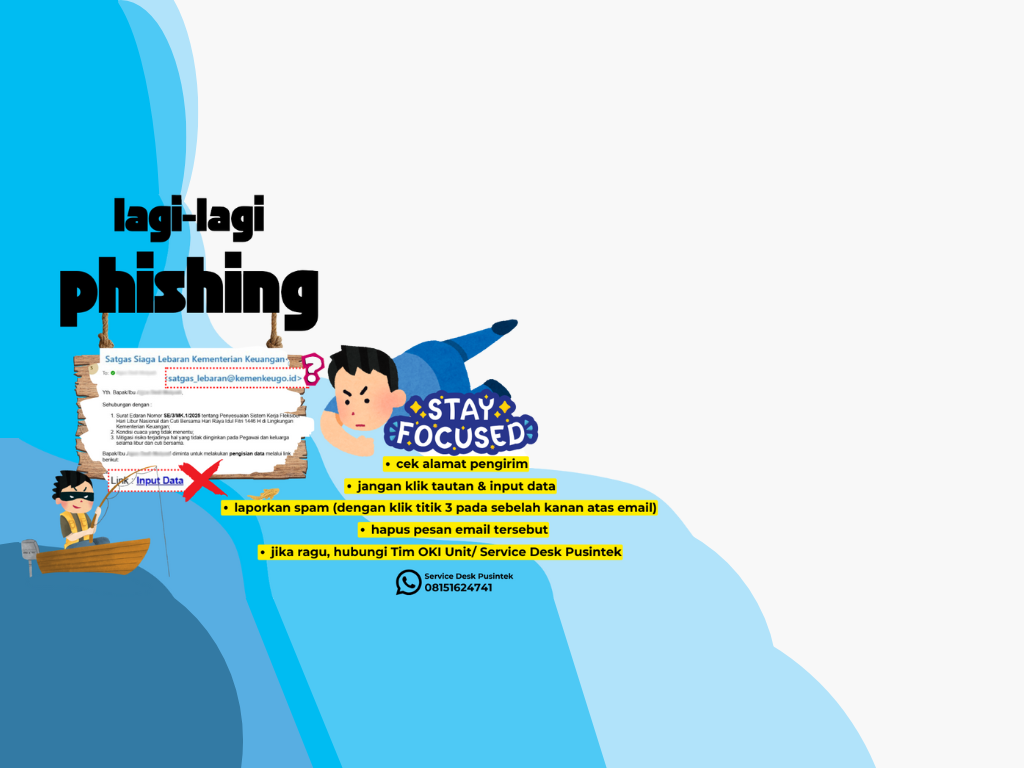 lagi-lagi
phishing
Satgas Siaga Lebaran Kementerian Keuangan
To:
satgas_lebaran@kemenkeugo.id>
?
Yth. Bapak/Ibu
Sehubungan dengan :
1. Surat Edaran Nomor SE/3/MK.1/2025 tentang Penyesuaian Sistem Kerja Fleksibel
Hari Libur Nasional dan Cuti Bersama Hari Raya Idul Fitri 1446 H di Lingkungan
Kementerian Keuangan;
2. Kondisi cuaca yang tidak menentu;
3. Mitigasi risiko terjadinya hal yang tidak diinginkan pada Pegawai dan keluarga
selama libur dan cuti bersama.
Bapak/Ibu diminta untuk melakukan pengisian data melalui link
berikut:
Link : Input Data
STAY
FOCUSED
• cek alamat pengirim
• jangan klik tautan & input data
• laporkan spam (dengan klik titik 3 pada sebelah kanan atas email)
• hapus pesan email tersebut
• jika ragu, hubungi Tim OKI Unit/ Service Desk Pusintek
Service Desk Pusintek
08151624741